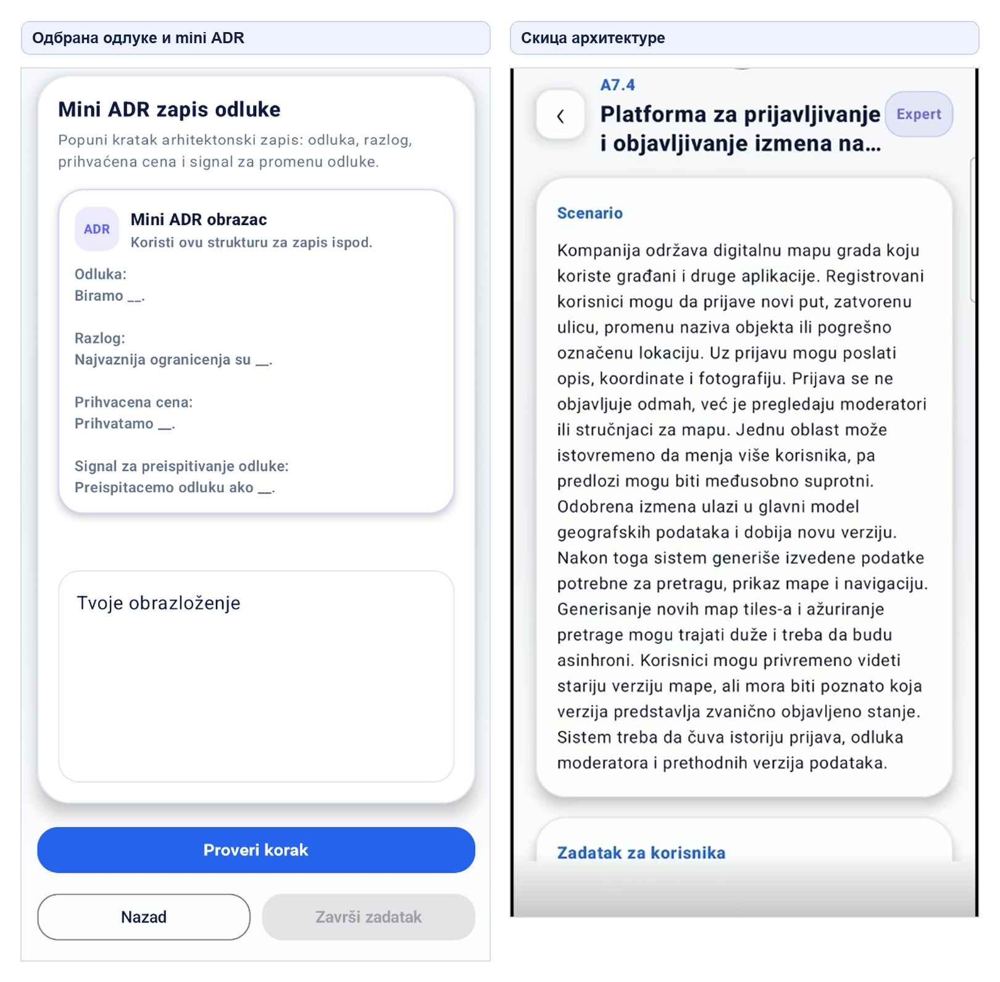 Одбрана одлуке и mini ADR
Mini ADR zapis odluke
Popuni kratak arhitektonski zapis: odluka, razlog,
prihvaćena cena i signal za promenu odluke.
ADR
Mini ADR obrazac
Koristi ovu strukturu za zapis ispod.
Odluka:
Biramo __.
Razlog:
Najvaznija ogranicenja su __.
Prihvacena cena:
Prihvatamo __.
Signal za preispitivanje odluke:
Preispitacemo odluku ako __.
Tvoje obrazloženje
Proveri korak
Nazad
Završi zadatak
Скица архитектуре
A7.4
Platforma za prijavljivanje
i objavljivanje izmena na...
Expert
Scenario
Kompanija održava digitalnu mapu grada koju
koriste građani i druge aplikacije. Registrovani
korisnici mogu da prijave novi put, zatvorenu
ulicu, promenu naziva objekta ili pogrešno
označenu lokaciju. Uz prijavu mogu poslati
opis, koordinate i fotografiju. Prijava se ne
objavljuje odmah, već je pregledaju moderatori
ili stručnjaci za mapu. Jednu oblast može
istovremeno da menja više korisnika, pa
predlozi mogu biti međusobno suprotni.
Odobrena izmena ulazi u glavni model
geografskih podataka i dobija novu verziju.
Nakon toga sistem generiše izvedene podatke
potrebne za pretragu, prikaz mape i navigaciju.
Generisanje novih map tiles-a i ažuriranje
pretrage mogu trajati duže i treba da budu
asinhroni. Korisnici mogu privremeno videti
stariju verziju mape, ali mora biti poznato koja
verzija predstavlja zvanično objavljeno stanje.
Sistem treba da čuva istoriju prijava, odluka
moderatora i prethodnih verzija podataka.
Zadatak za korisnika